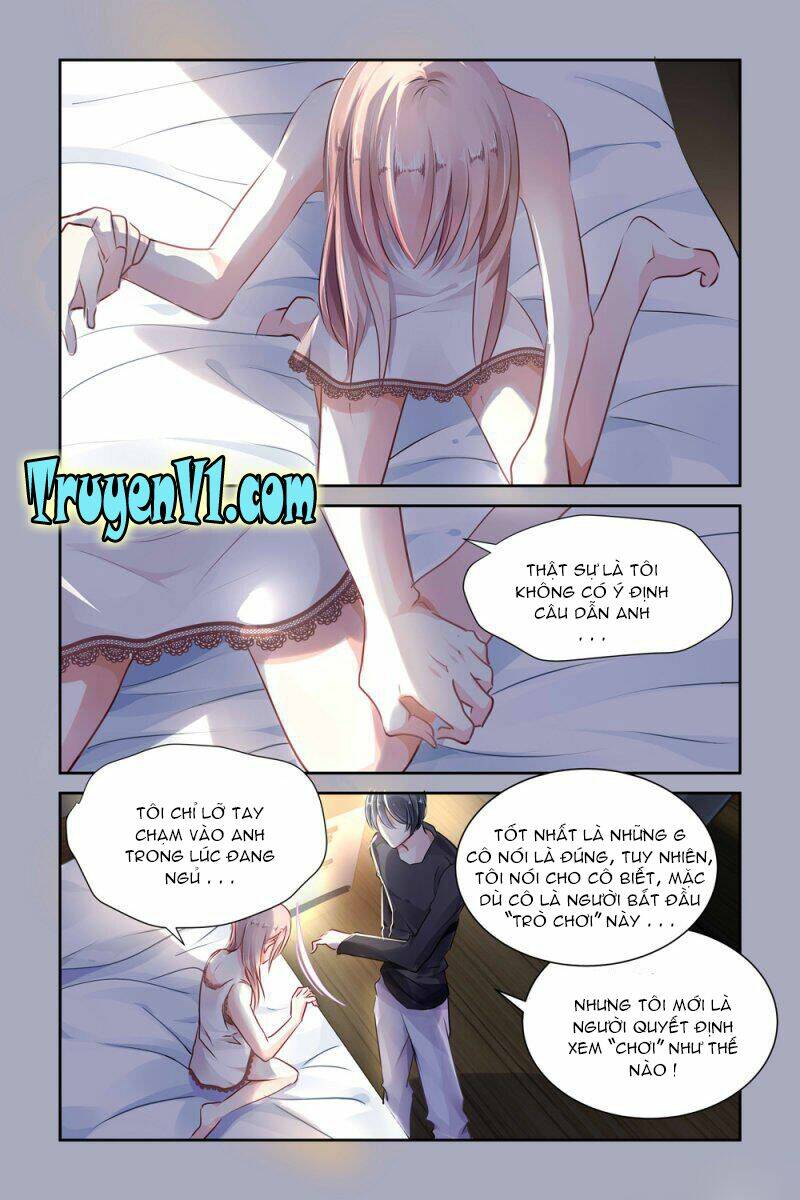 TruyenV1.com
THẬT SỰ LÀ TÔI
KHÔNG CÓ Ý ĐỊNH
CÂU DẪN ANH
...
TÔI CHỈ LỠ TAY
CHẠM VÀO ANH
TRONG LÚC ĐANG
NGỦ ...
TỐT NHẤT LÀ NHỮNG G
CÔ NÓI LÀ ĐÚNG, TUY NHIÊN,
TÔI NÓI CHO CÔ BIẾT, MẶC
DÙ CÔ LÀ NGƯỜI BẮT ĐẦU
"TRÒ CHƠI" NÀY ...
NHƯNG TÔI MỚI LÀ
NGƯỜI QUYẾT ĐỊNH
XEM "CHƠI" NHƯ THẾ
NÀO !